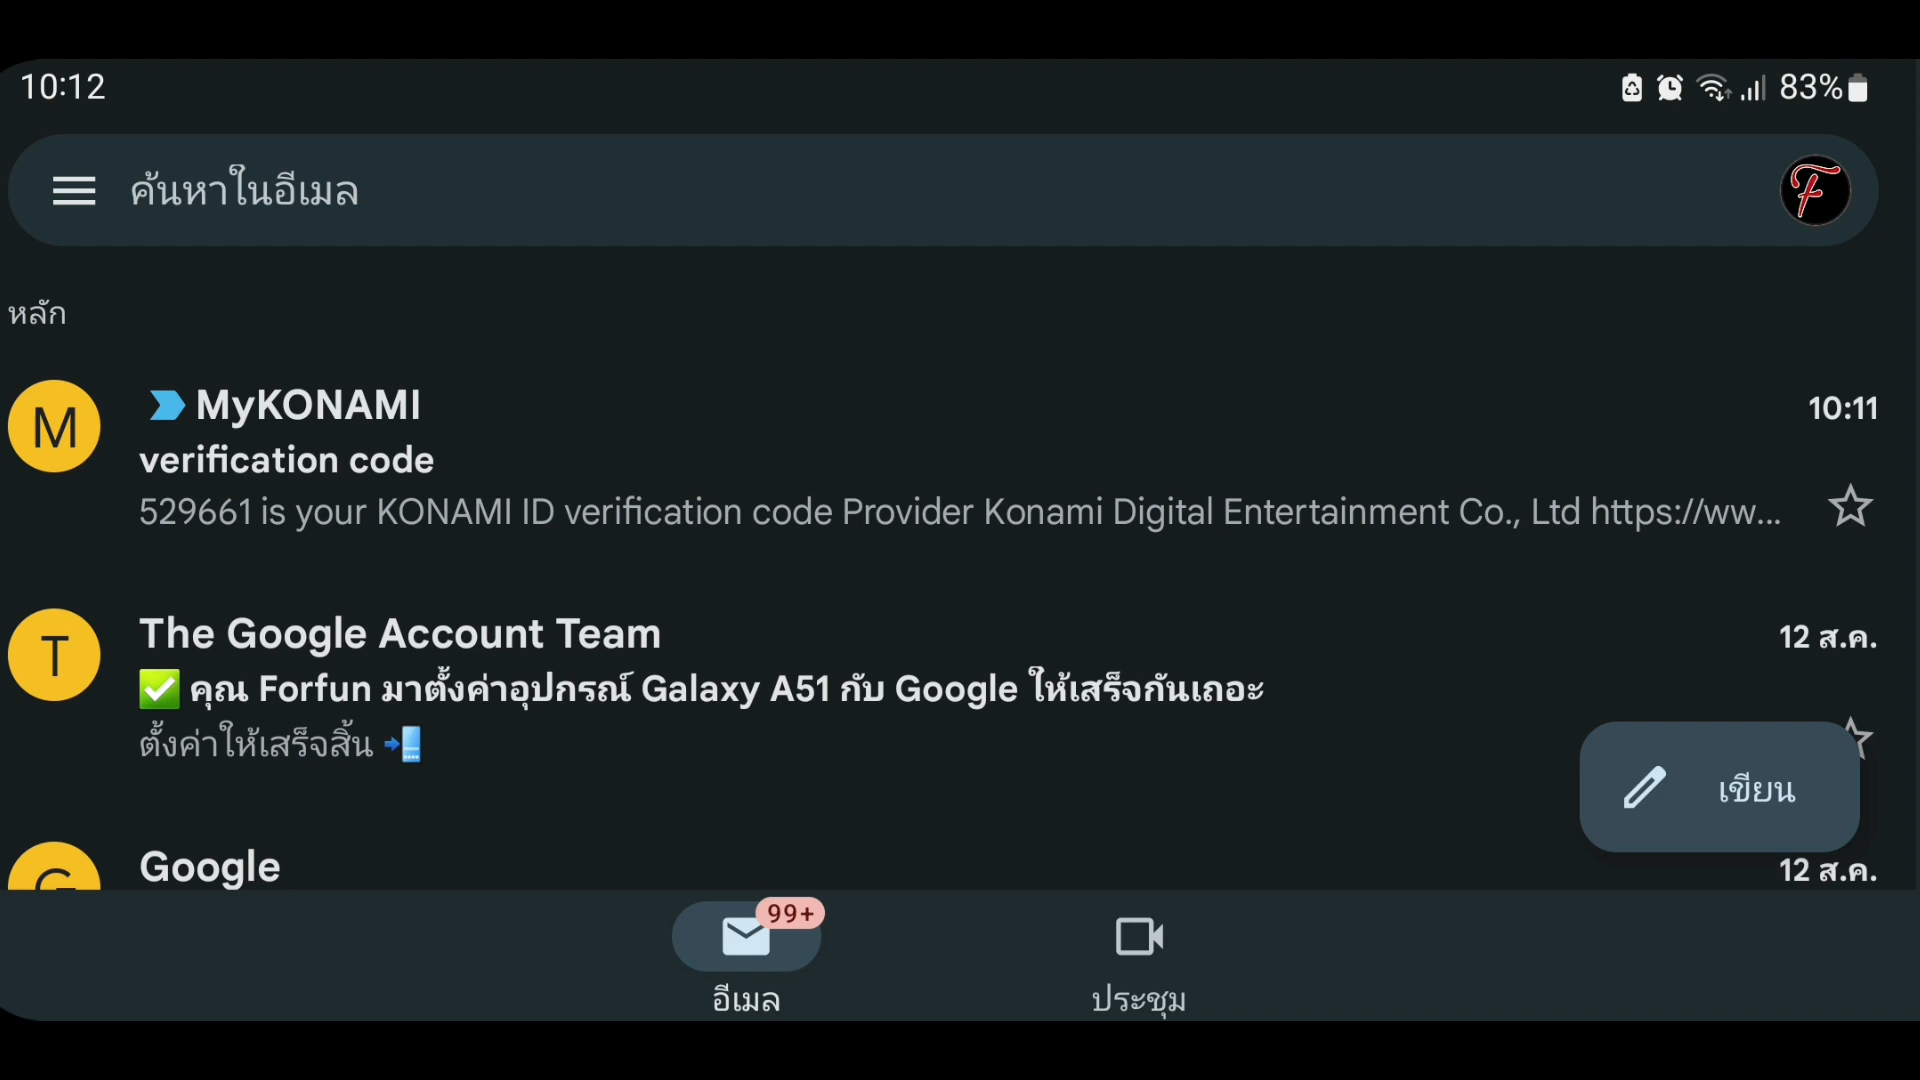 10:12 83%
ค้นหาในอีเมล
หลัก
M MyKONAMI 10:11
verification code
529661 is your KONAMI ID verification code Provider Konami Digital Entertainment Co., Ltd https://ww...
T The Google Account Team 12 ส.ค.
✅ คุณ Forfun มาตั้งค่าอุปกรณ์ Galaxy A51 กับ Google ให้เสร็จกันเถอะ
ตั้งค่าให้เสร็จสิ้น 📲
เขียน
G Google 12 ส.ค.
99+
อีเมล ประชุม